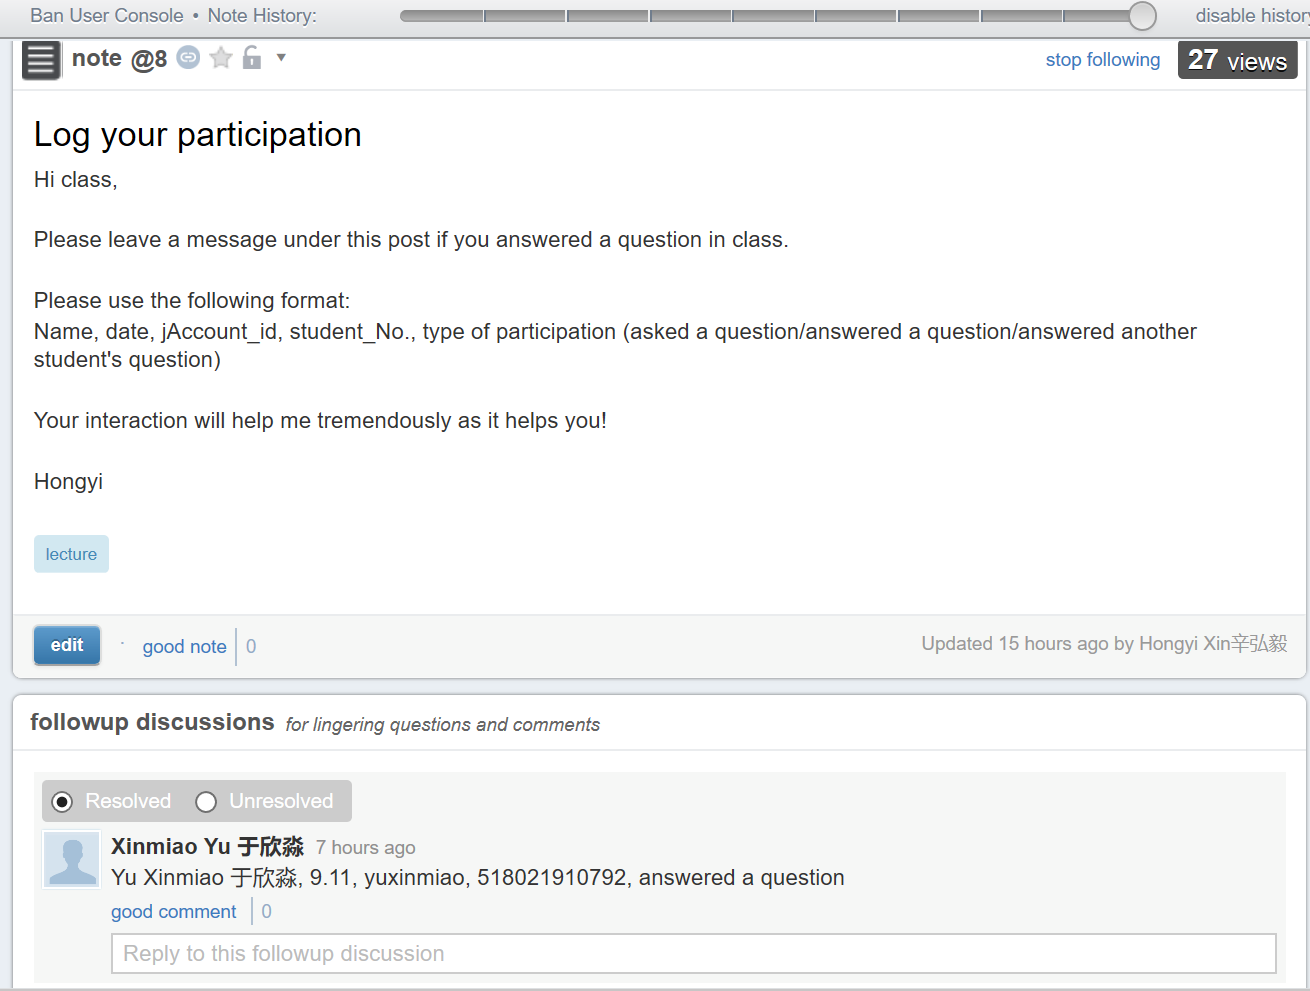 Ban User Console • Note History:
disable history
note @8
stop following
27 views
Log your participation
Hi class,
Please leave a message under this post if you answered a question in class.
Please use the following format:
Name, date, jAccount_id, student_No., type of participation (asked a question/answered a question/answered another
student's question)
Your interaction will help me tremendously as it helps you!
Hongyi
lecture
edit · good note 0
Updated 15 hours ago by Hongyi Xin辛弘毅
followup discussions for lingering questions and comments
Resolved Unresolved
Xinmiao Yu 于欣淼 7 hours ago
Yu Xinmiao 于欣淼, 9.11, yuxinmiao, 518021910792, answered a question
good comment 0
Reply to this followup discussion